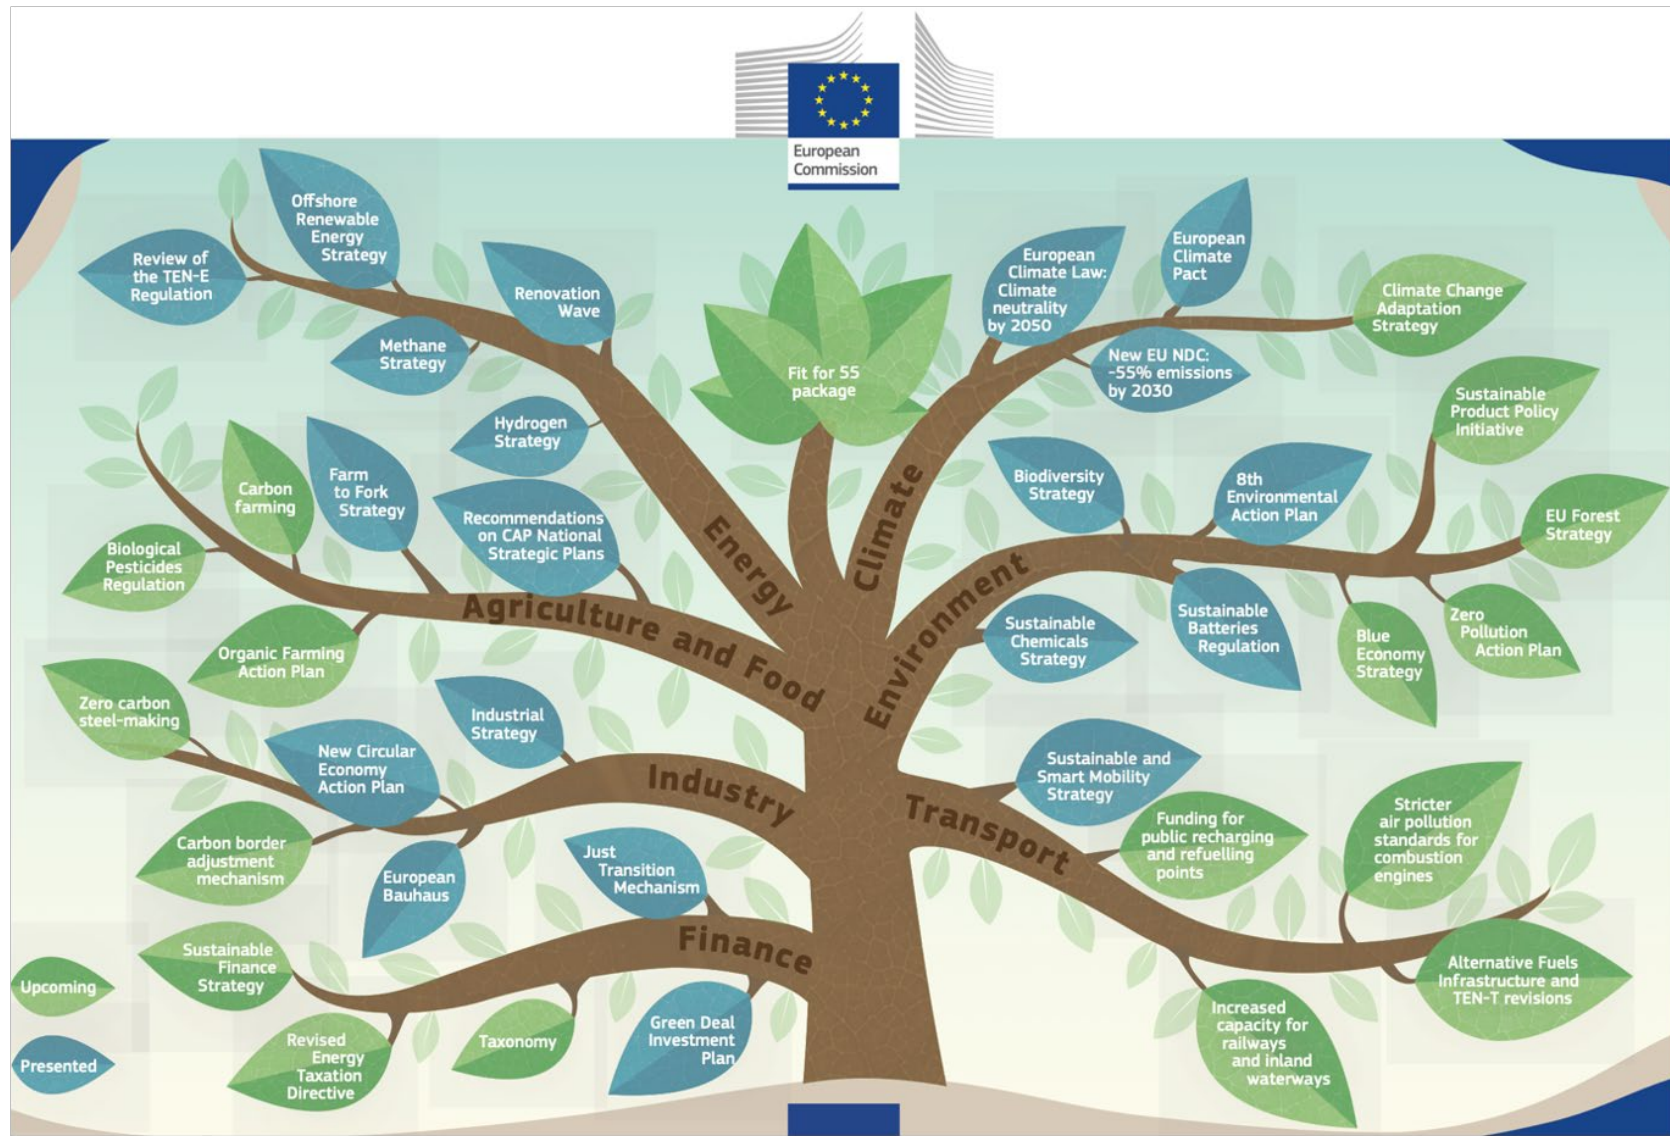 European
Commission
Offshore
Renewable
Energy
Strategy
Review of
the TEN-E
Regulation
Renovation
Wave
Methane
Strategy
Hydrogen
Strategy
Energy
Fit for 55
package
European
Climate Law:
Climate
neutrality
by 2050
European
Climate
Pact
Climate Change
Adaptation
Strategy
New EU NDC:
-55% emissions
by 2030
Climate
Carbon
farming
Farm
to Fork
Strategy
Recommendations
on CAP National
Strategic Plans
Biological
Pesticides
Regulation
Organic Farming
Action Plan
Agriculture and Food
Sustainable
Product Policy
Initiative
Biodiversity
Strategy
8th
Environmental
Action Plan
EU Forest
Strategy
Sustainable
Chemicals
Strategy
Sustainable
Batteries
Regulation
Blue
Economy
Strategy
Zero
Pollution
Action Plan
Environment
Zero carbon
steel-making
Industrial
Strategy
New Circular
Economy
Action Plan
Carbon border
adjustment
mechanism
European
Bauhaus
Industry
Sustainable and
Smart Mobility
Strategy
Funding for
public recharging
and refuelling
points
Stricter
air pollution
standards for
combustion
engines
Alternative Fuels
Infrastructure and
TEN-T revisions
Increased
capacity for
railways
and inland
waterways
Transport
Just
Transition
Mechanism
Sustainable
Finance
Strategy
Revised
Energy
Taxation
Directive
Taxonomy
Green Deal
Investment
Plan
Finance
Upcoming
Presented